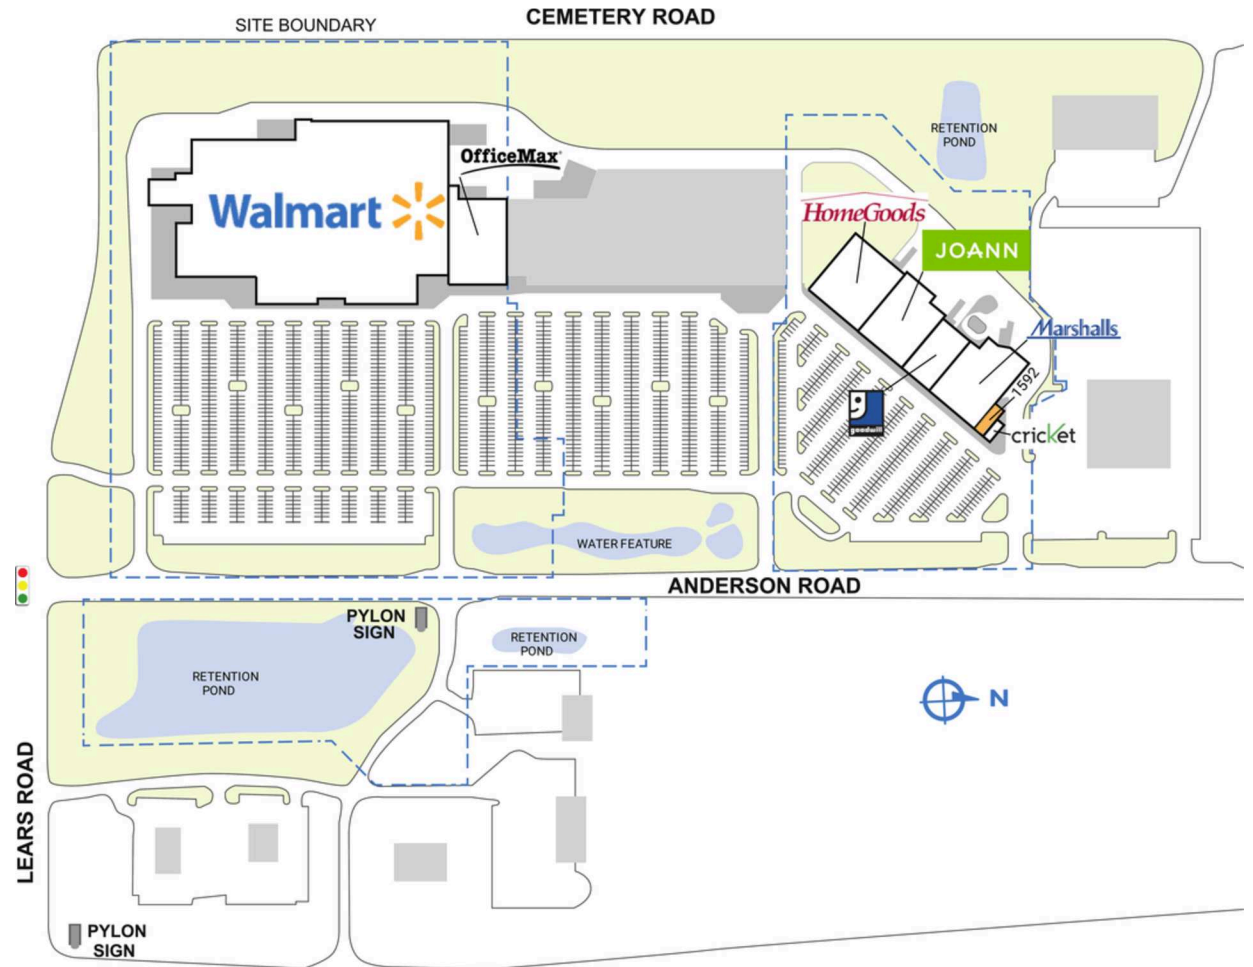 CEMETERY ROAD
SITE BOUNDARY
RETENTION
POND
OfficeMax
Walmart
HomeGoods
JOANN
Marshalls
1592
goodwill
cricket
WATER FEATURE
ANDERSON ROAD
PYLON
SIGN
RETENTION
POND
RETENTION
POND
N
LEARS ROAD
PYLON
SIGN